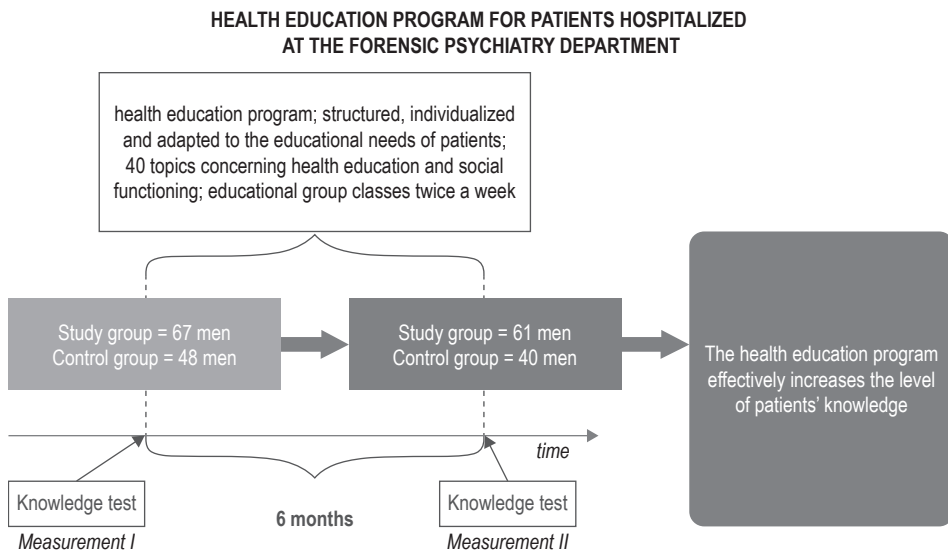 HEALTH EDUCATION PROGRAM FOR PATIENTS HOSPITALIZED
AT THE FORENSIC PSYCHIATRY DEPARTMENT
health education program; structured, individualized
and adapted to the educational needs of patients;
40 topics concerning health education and social
functioning; educational group classes twice a week
Study group = 67 men
Control group = 48 men
Study group = 61 men
Control group = 40 men
The health education program
effectively increases the level
of patients' knowledge
time
Knowledge test
Measurement I
6 months
Knowledge test
Measurement II